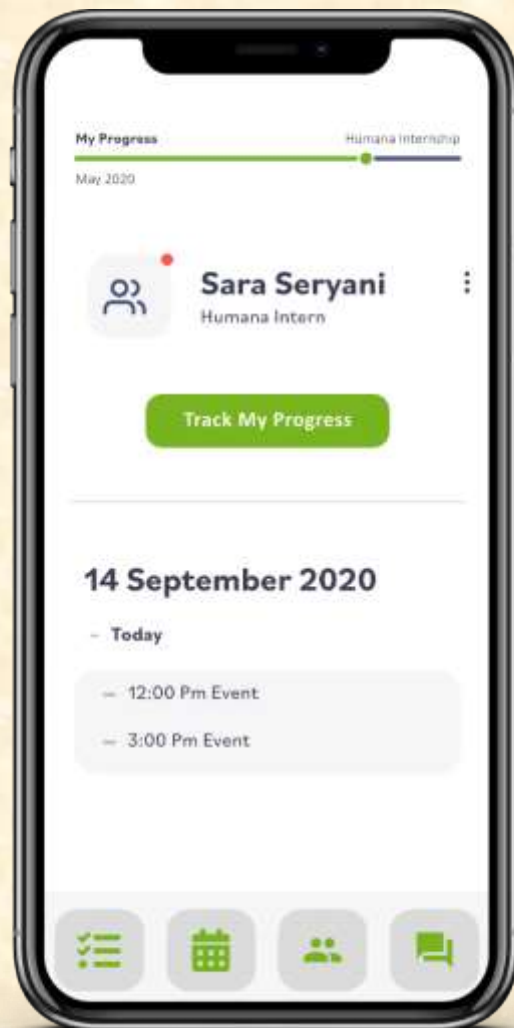 My Progress
Humana Internship
May 2020
Sara Seryani
Humana Intern
Track My Progress
14 September 2020
– Today
– 12:00 Pm Event
– 3:00 Pm Event